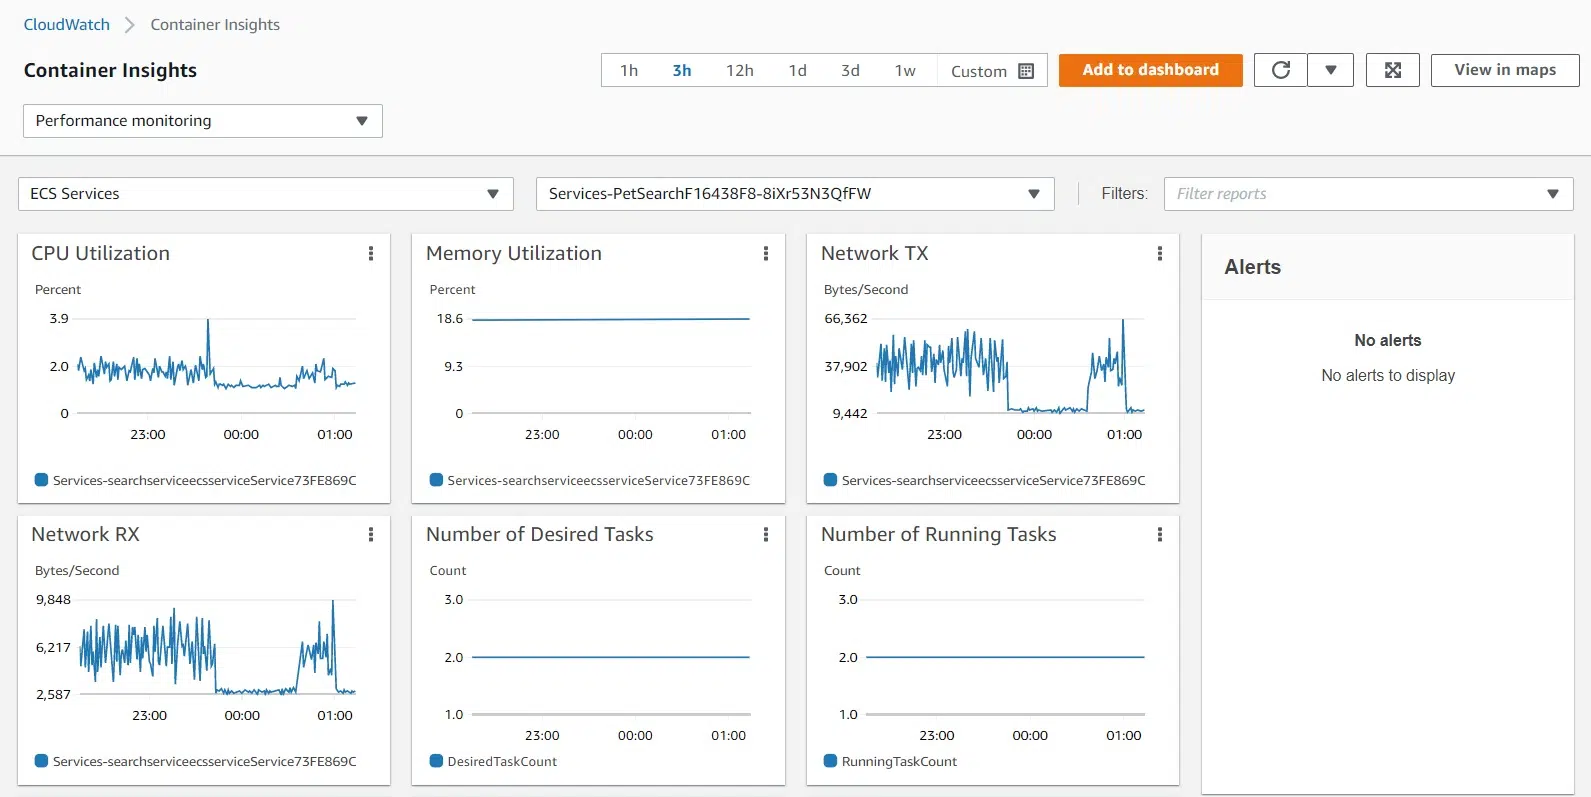 CloudWatch > Container Insights
Container Insights
1h 3h 12h 1d 3d 1w Custom
Add to dashboard
View in maps
Performance monitoring
ECS Services
Services-PetSearchF16438F8-8iXr53N3QfFW
Filters:
Filter reports
CPU Utilization
Percent
3.9
2.0
0
23:00 00:00 01:00
Services-searchserviceecsserviceService73FE869C
Memory Utilization
Percent
18.6
9.3
0
23:00 00:00 01:00
Services-searchserviceecsserviceService73FE869C
Network TX
Bytes/Second
66,362
37,902
9,442
23:00 00:00 01:00
Services-searchserviceecsserviceService73FE869C
Alerts
No alerts
No alerts to display
Network RX
Bytes/Second
9,848
6,217
2,587
23:00 00:00 01:00
Services-searchserviceecsserviceService73FE869C
Number of Desired Tasks
Count
3.0
2.0
1.0
23:00 00:00 01:00
DesiredTaskCount
Number of Running Tasks
Count
3.0
2.0
1.0
23:00 00:00 01:00
RunningTaskCount